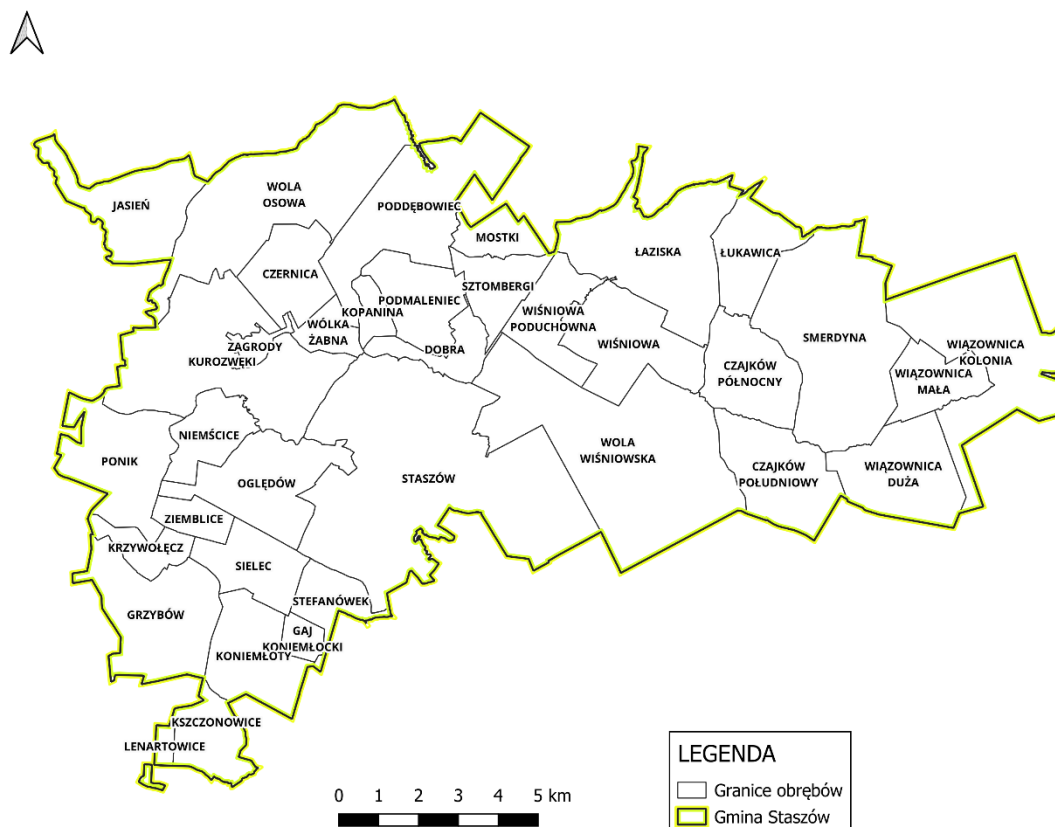 JASIEŃ
WOLA
OSOWA
PODDĘBOWIEC
MOSTKI
ŁAZISKA
ŁUKAWICA
CZERNICA
SZTOMBERGI
PODMALENIEC
KOPANINA
WIŚNIOWA
PODUCHOWNA
WÓLKA
ŻABNA
ZAGRODY
KUROZWĘKI
DOBRA
WIŚNIOWA
SMERDYNA
WIĄZOWNICA
KOLONIA
CZAJKÓW
PÓŁNOCNY
WIĄZOWNICA
MAŁA
NIEMŚCICE
PONIK
OGLĘDÓW
STASZÓW
WOLA
WIŚNIOWSKA
CZAJKÓW
POŁUDNIOWY
WIĄZOWNICA
DUŻA
ZIEMBLICE
KRZYWOŁĘCZ
SIELEC
GRZYBÓW
STEFANÓWEK
GAJ
KONIEMŁOCKI
KONIEMŁOTY
KSZCZONOWICE
LENARTOWICE
0 1 2 3 4 5 km
LEGENDA
Granice obrębów
Gmina Staszów